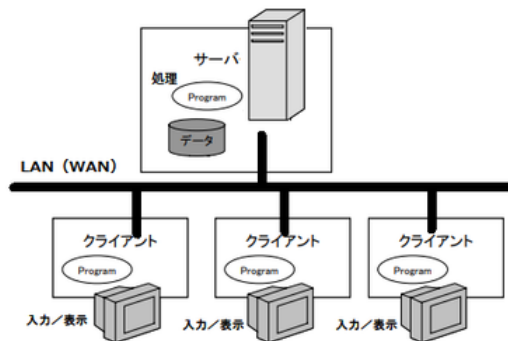 サーバ
処理
Program
データ
LAN（WAN）
クライアント
Program
入力／表示
クライアント
Program
入力／表示
クライアント
Program
入力／表示